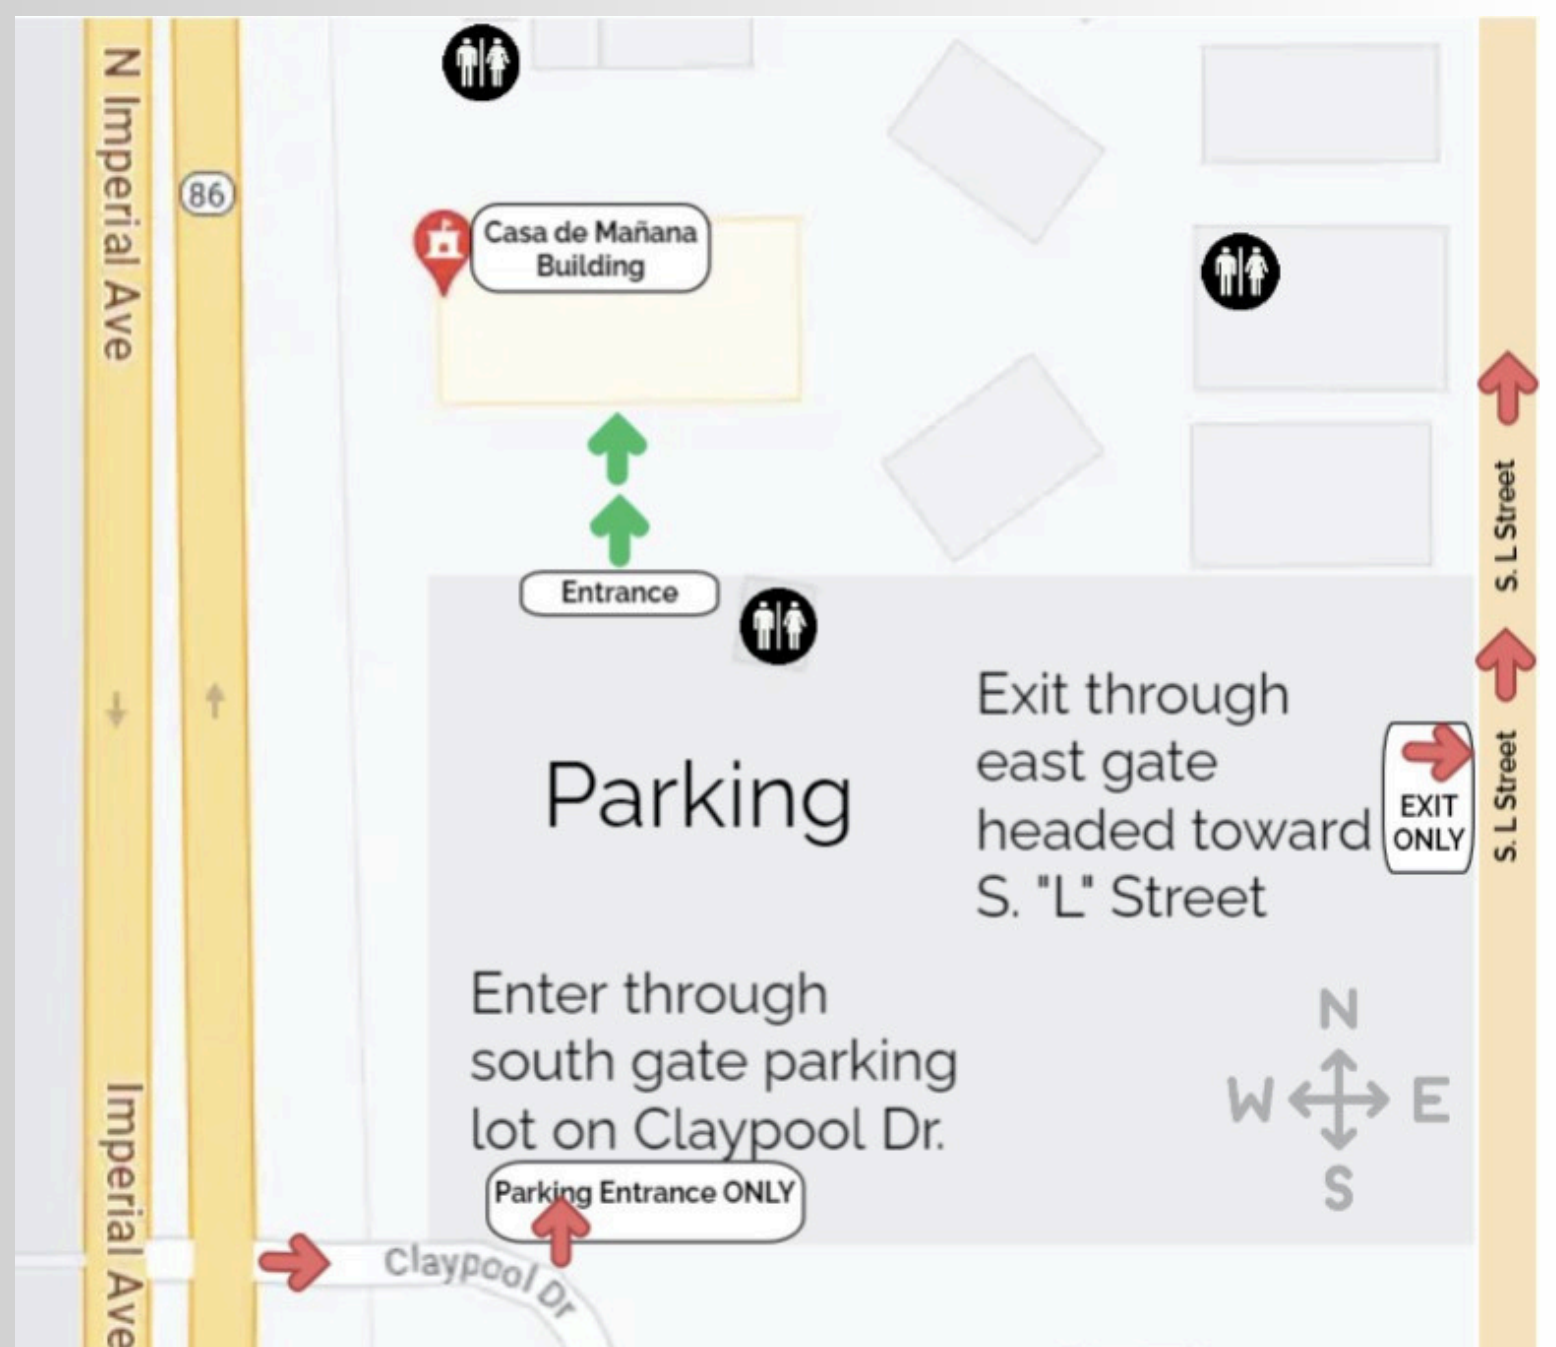 N Imperial Ave
86
Casa de Mañana
Building
Entrance
S. L Street
Exit through
east gate
headed toward
S. "L" Street
EXIT
ONLY
S. L Street
Parking
Enter through
south gate parking
lot on Claypool Dr.
Parking Entrance ONLY
N
W E
S
Imperial Ave
Claypool Dr